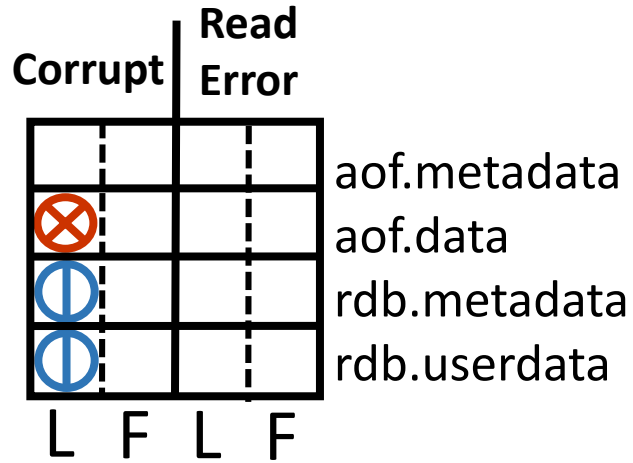 Corrupt
Read
Error
aof.metadata
aof.data
rdb.metadata
rdb.userdata
L F L F